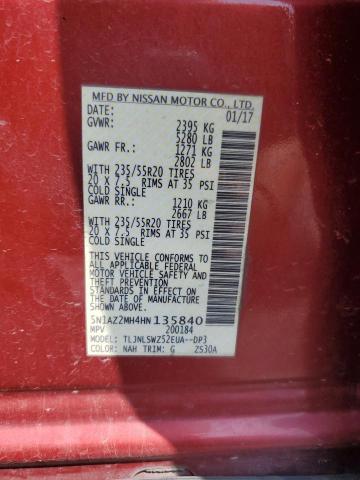 MFD BY NISSAN MOTOR CO., LTD.
DATE: 01/17
GVWR: 2395 KG
5280 LB
GAWR FR.: 1271 KG
2802 LB
WITH 235/55R20 TIRES
20 X 7.5 RIMS AT 35 PSI
COLD SINGLE
GAWR RR.: 1210 KG
2667 LB
WITH 235/55R20 TIRES
20 X 7.5 RIMS AT 35 PSI
COLD SINGLE
THIS VEHICLE CONFORMS TO
ALL APPLICABLE FEDERAL
MOTOR VEHICLE SAFETY AND
THEFT PREVENTION
STANDARDS IN EFFECT ON
THE DATE OF MANUFACTURE
SHOWN ABOVE.
5N1AZ2MH4HN135840
MPV 200184
TYPE: TLJNLSWZ52EUA--DP3
COLOR: NAH TRIM: G ZS30A